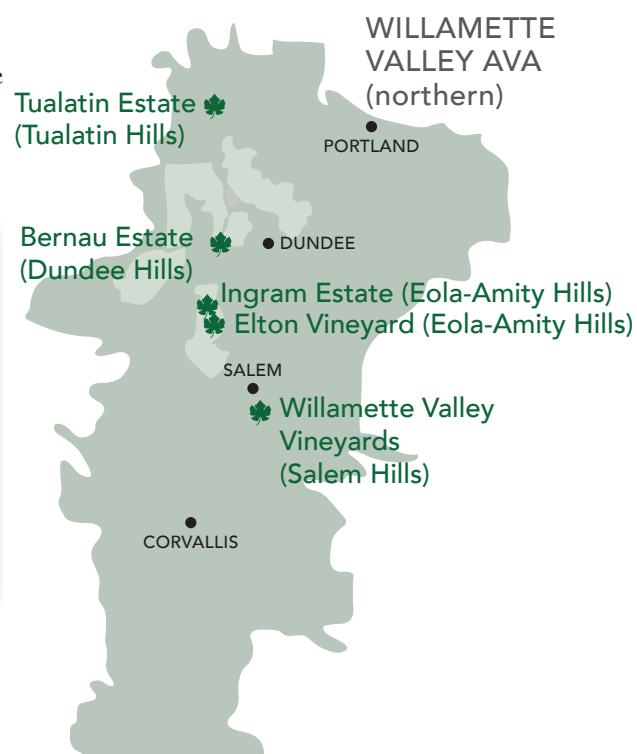 WILLAMETTE
VALLEY AVA
(northern)
e
Tualatin Estate
(Tualatin Hills)
PORTLAND
Bernau Estate
(Dundee Hills)
DUNDEE
Ingram Estate (Eola-Amity Hills)
Elton Vineyard (Eola-Amity Hills)
SALEM
Willamette Valley
Vineyards
(Salem Hills)
CORVALLIS